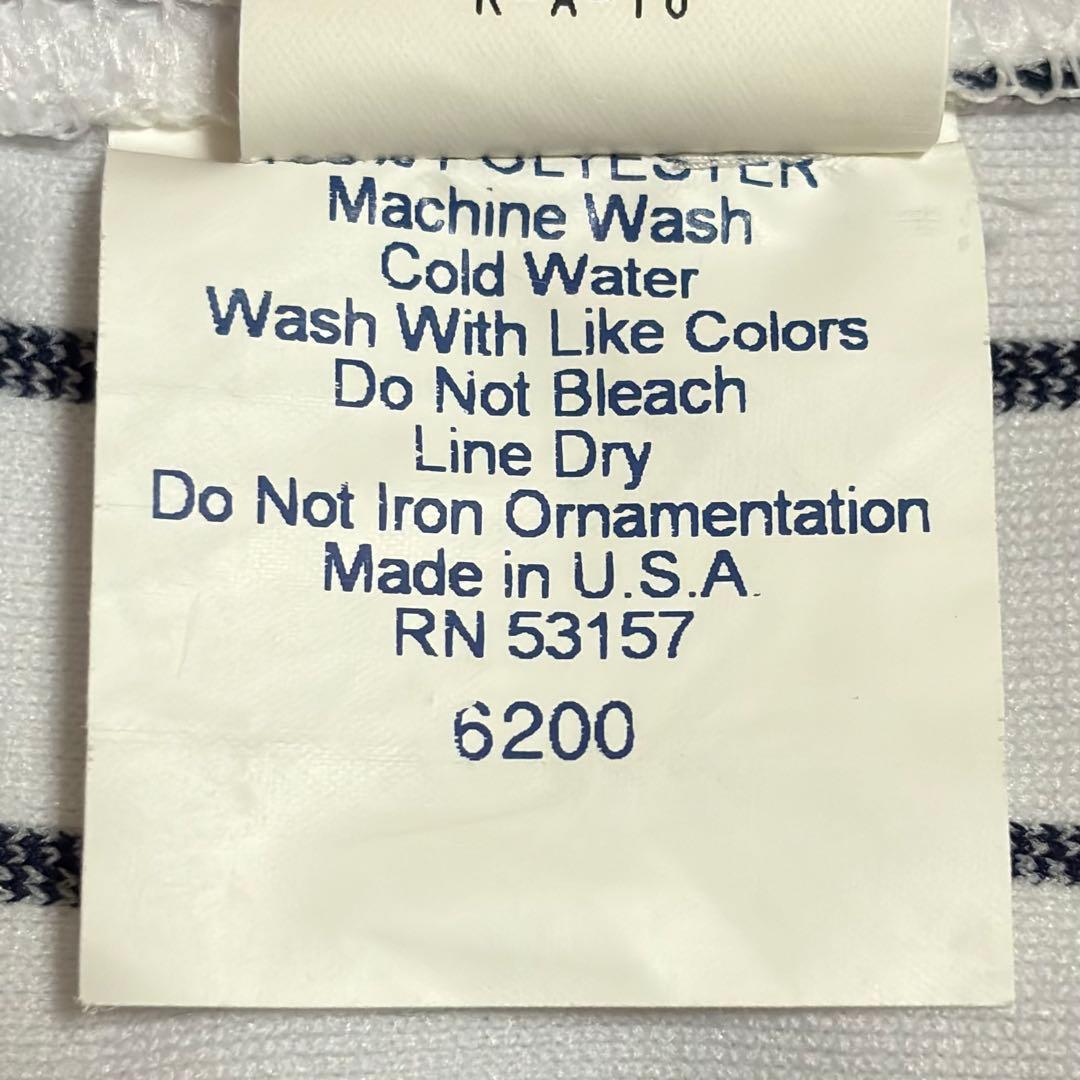 POLYESTER
Machine Wash
Cold Water
Wash With Like Colors
Do Not Bleach
Line Dry
Do Not Iron Ornamentation
Made in U.S.A.
RN 53157
6200